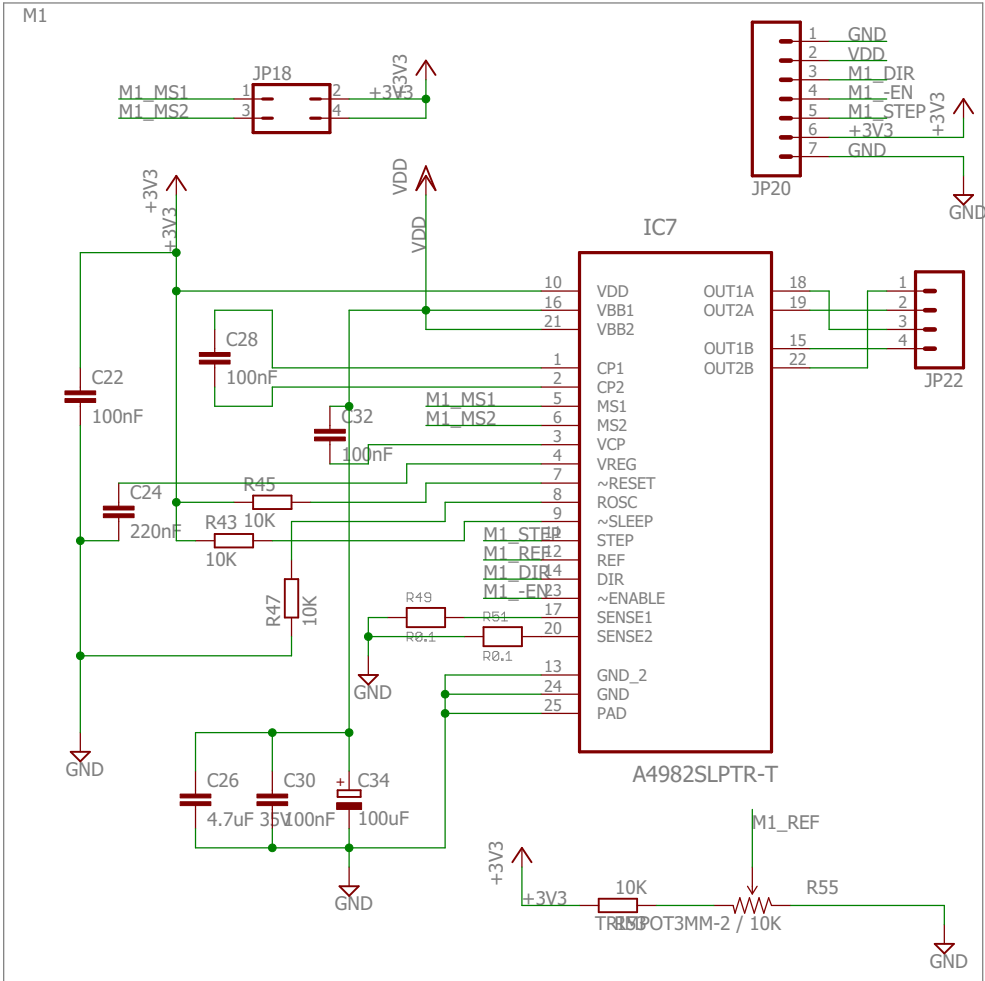 M1
JP18
M1_MS1 1 2 +3V3
M1_MS2 3 4
+3V3
1 GND
2 VDD
3 M1_DIR
4 M1_-EN
5 M1_STEP
6 +3V3
7 GND
+3V3
JP20
GND
+3V3
+3V3
VDD
VDD
IC7
10 VDD
16 VBB1
21 VBB2
1 CP1
2 CP2
M1_MS1 5 MS1
M1_MS2 6 MS2
3 VCP
4 VREG
7 ~RESET
8 ROSC
9 ~SLEEP
M1_STEP 11 STEP
M1_REF 12 REF
M1_DIR 14 DIR
M1_-EN 23 ~ENABLE
17 SENSE1
20 SENSE2
13 GND_2
24 GND
25 PAD
OUT1A 18
OUT2A 19
OUT1B 15
OUT2B 22
1
2
3
4
JP22
C28
100nF
C22
100nF
C32
100nF
C24
220nF
R45
10K
R43
10K
R47
10K
R49
R0.1
R51
R0.1
GND
GND
A4982SLPTR-T
C26
4.7uF 35V
C30
100nF
+
C34
100uF
GND
M1_REF
+3V3
+3V3
10K
R55
TRIMPOT3MM-2 / 10K
GND